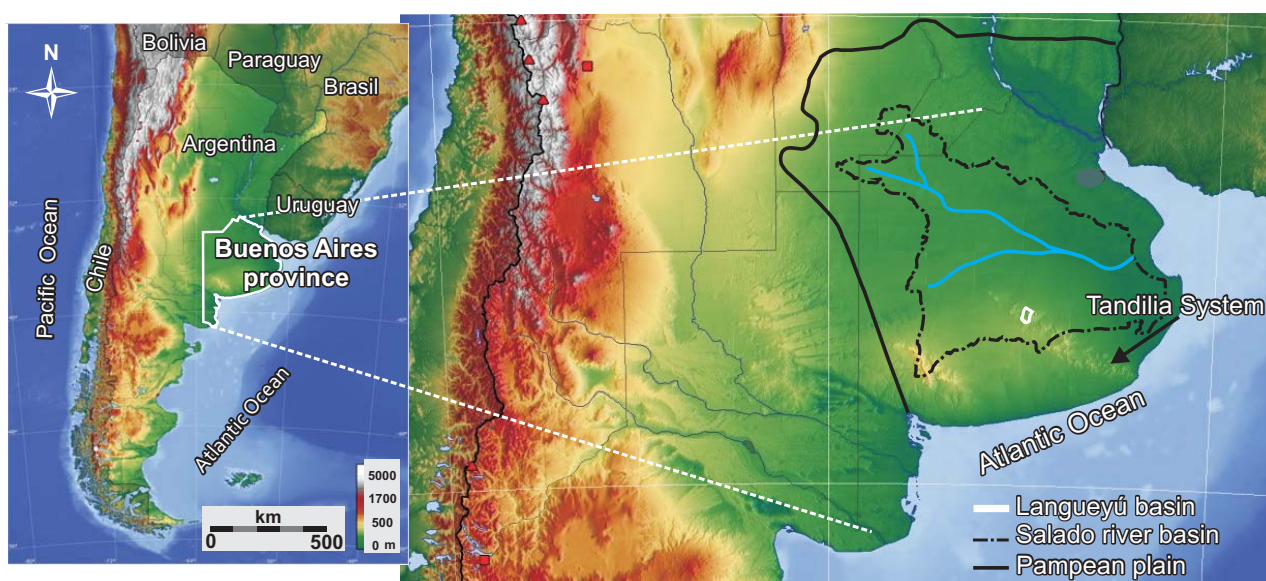 N
Bolivia
Paraguay
Brasil
Argentina
Uruguay
Buenos Aires
province
Pacific Ocean
Chile
Atlantic Ocean
km
0 500
5000
1700
500
0 m
Tandilia System
Atlantic Ocean
Langueyú basin
Salado river basin
Pampean plain